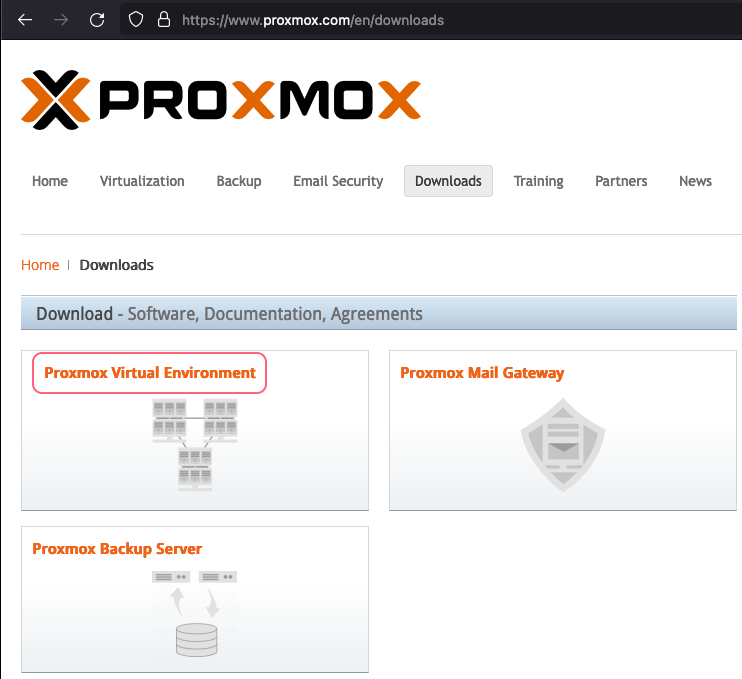 https://www.proxmox.com/en/downloads
PROXMOX
Home Virtualization Backup Email Security Downloads Training Partners News
Home | Downloads
Download - Software, Documentation, Agreements
Proxmox Virtual Environment
Proxmox Mail Gateway
Proxmox Backup Server